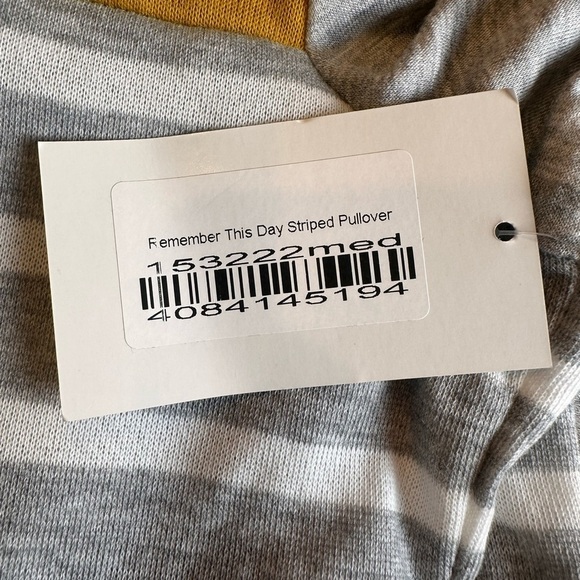 Remember This Day Striped Pullover
153222med
4084145194